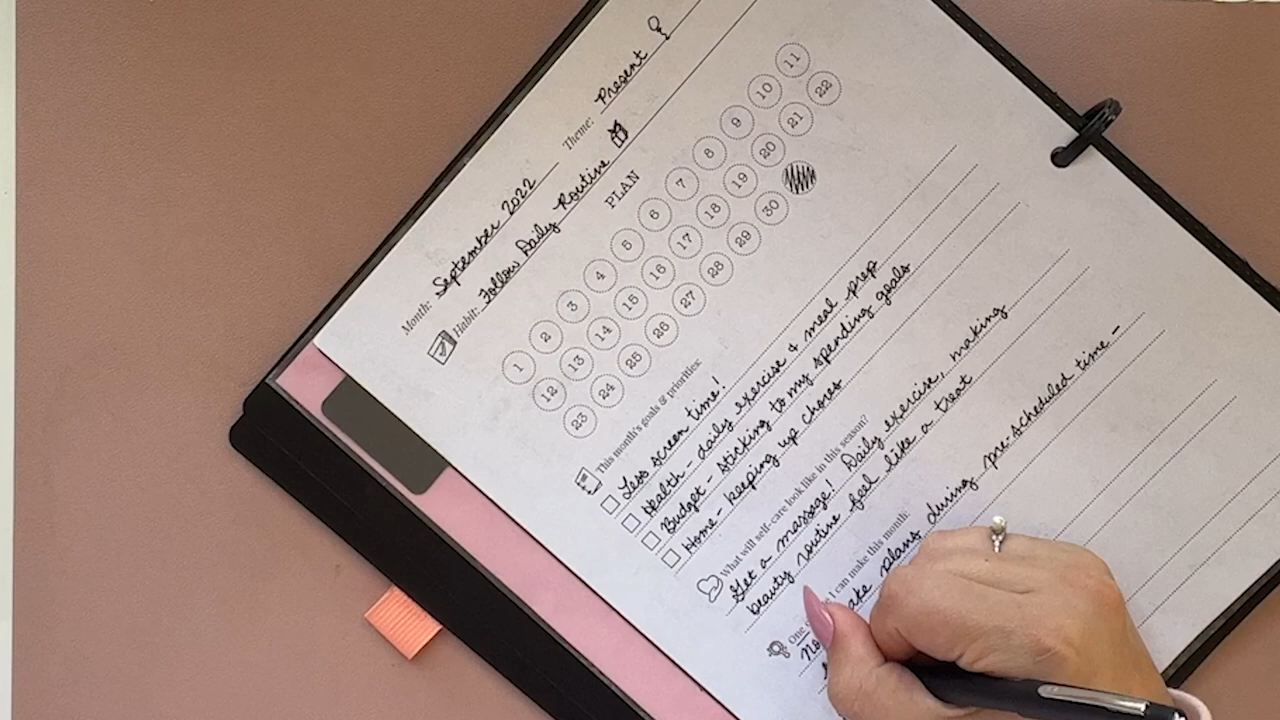 Month: September 2022 Theme: Present
Habit: Follow Daily Routine
PLAN
1 2 3 4 5 6 7 8 9 10 11
12 13 14 15 16 17 18 19 20 21 22
23 24 25 26 27 28 29 30
This month's goals & priorities:
Less screen time!
Health - daily exercise & meal prep
Budget - sticking to my spending goals
Home - keeping up chores
What will self-care look like in this season?
Get a massage! Daily exercise, making
beauty routine feel like a treat
One I can make this month:
plans during pre-scheduled time -